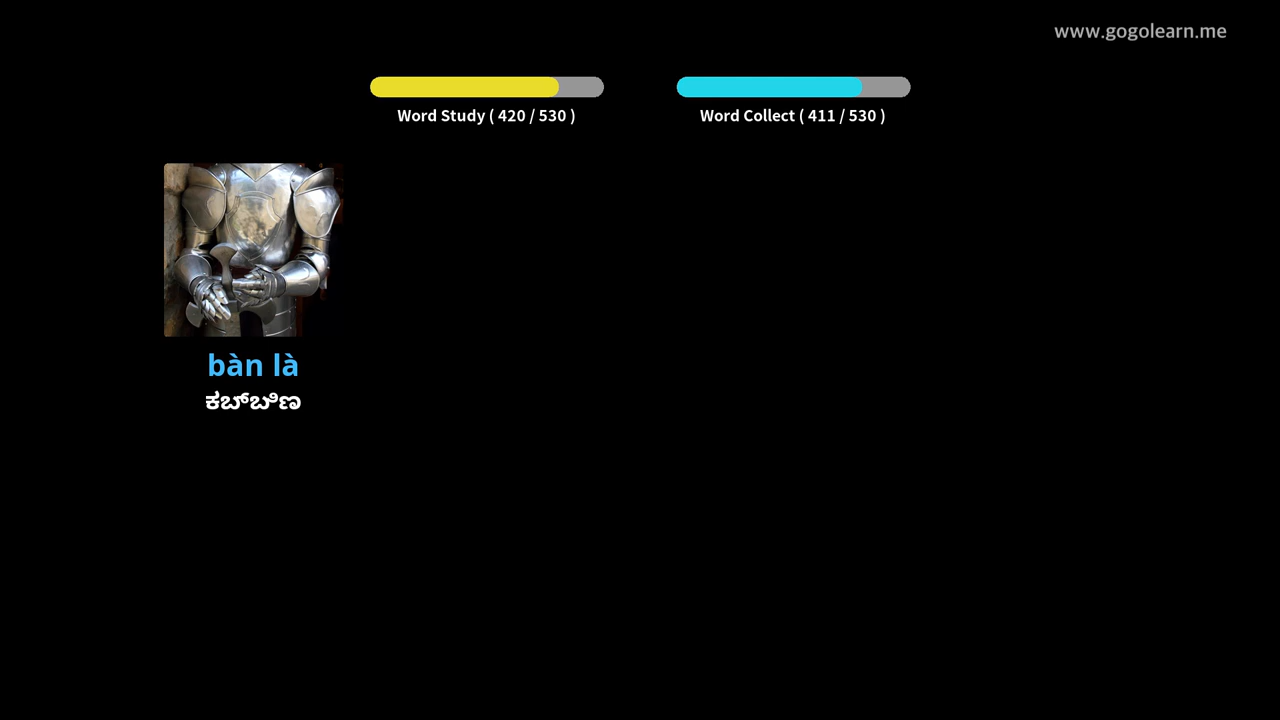 www.gogolearn.me
Word Study ( 420 / 530 )
Word Collect ( 411 / 530 )
bàn là
ಕಬ್ಬಿಣ